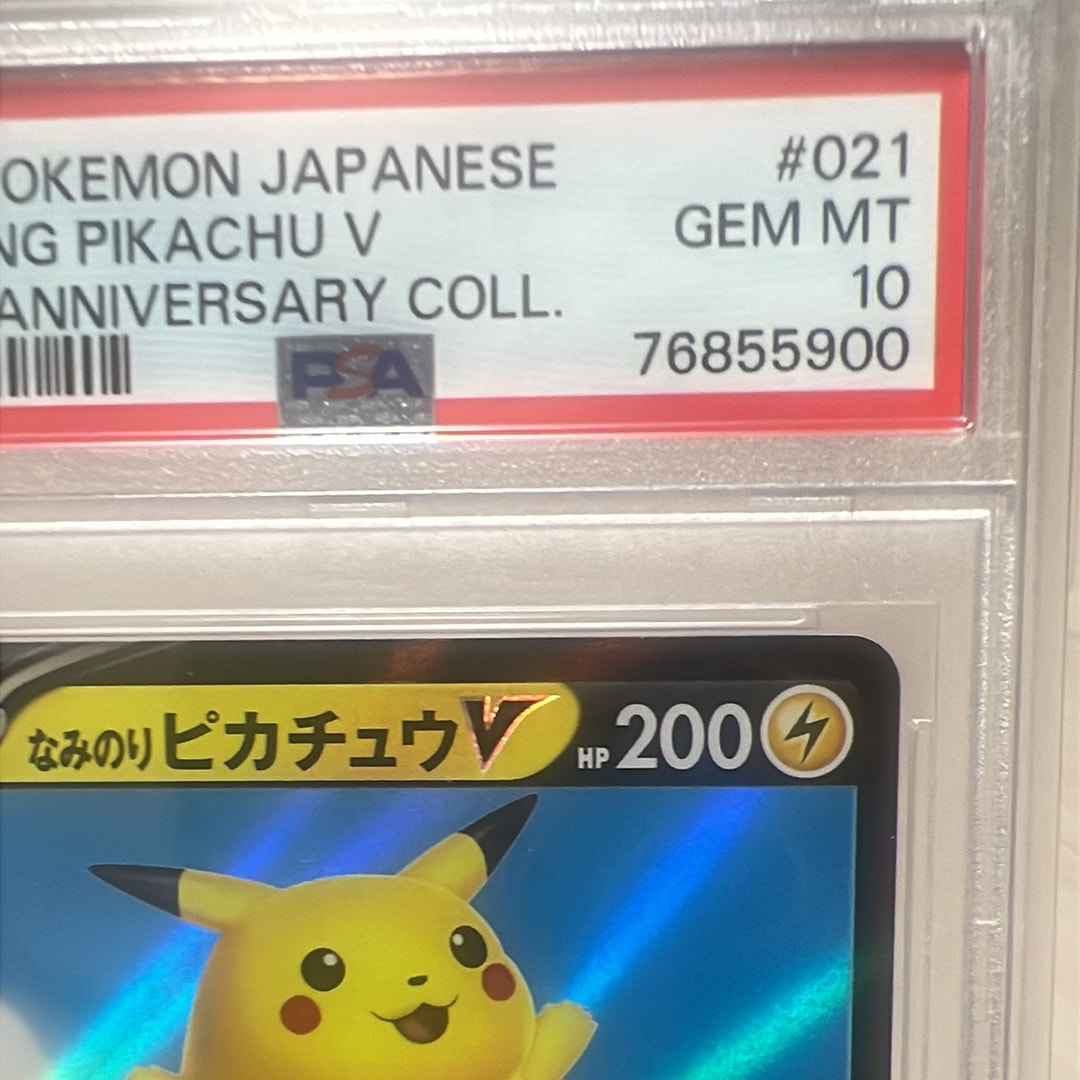 OKEMON JAPANESE #021
NG PIKACHU V GEM MT
ANNIVERSARY COLL. 10
PSA 76855900
なみのりピカチュウV HP 200